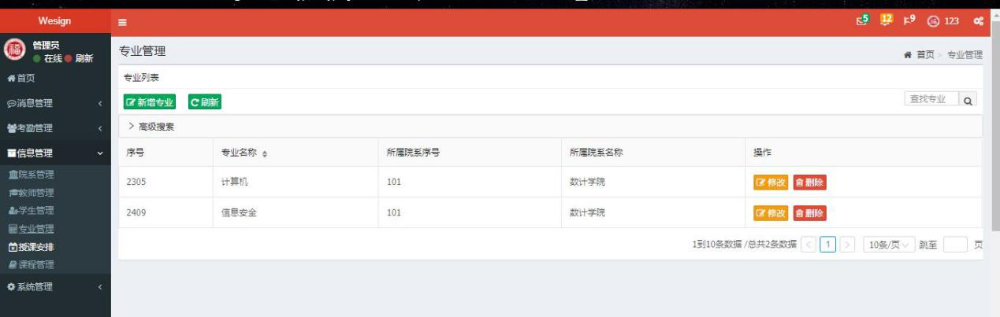 Wesign
5 12 9 123
管理员
在线 刷新
首页
消息管理
考勤管理
信息管理
院系管理
教师管理
学生管理
专业管理
授课安排
课程管理
系统管理
专业管理
首页 > 专业管理
专业列表
新增专业 刷新 查找专业
高级搜索
序号 专业名称 所属院系序号 所属院系名称 操作
2305 计算机 101 数计学院 修改 删除
2409 信息安全 101 数计学院 修改 删除
1到10条数据 /总共2条数据 < 1 > 10条/页 跳至 页